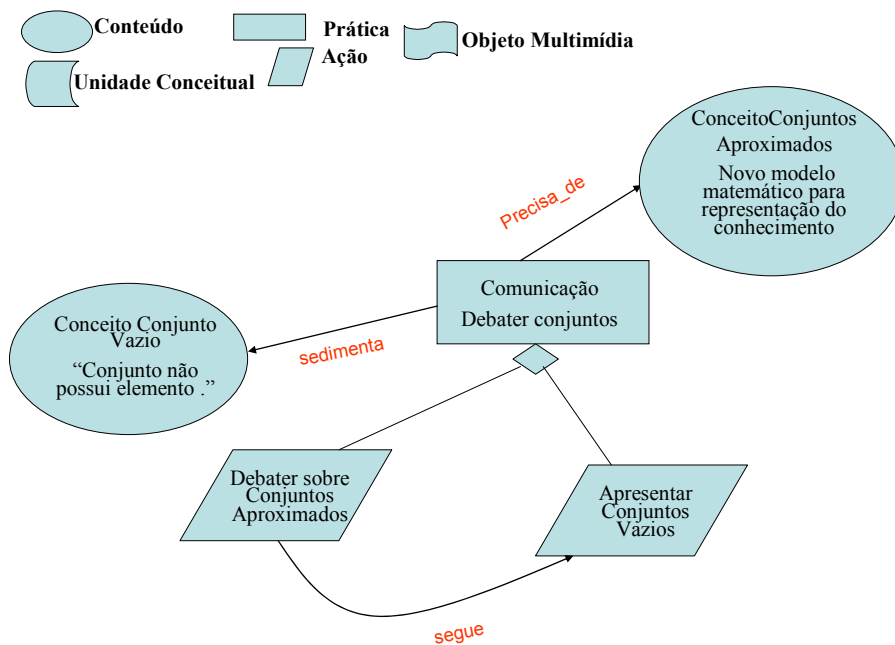 Conteúdo
Prática
Objeto Multimídia
Ação
Unidade Conceitual
ConceitoConjuntos
Aproximados
Novo modelo
matemático para
representação do
conhecimento
Precisa_de
Comunicação
Debater conjuntos
Conceito Conjunto
Vazio
“Conjunto não
possui elemento .”
sedimenta
Debater sobre
Conjuntos
Aproximados
Apresentar
Conjuntos
Vazios
segue